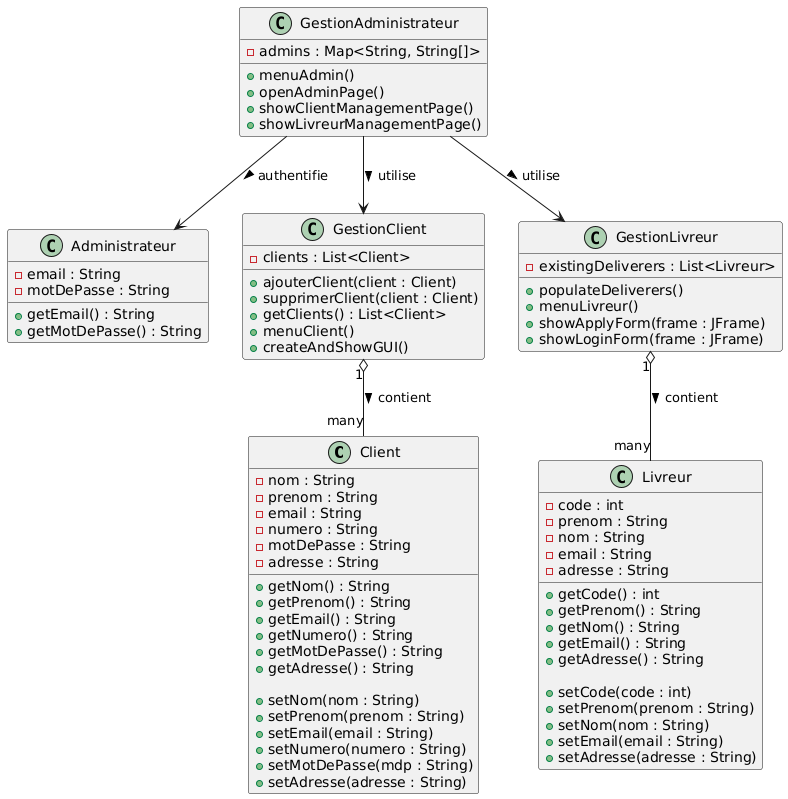 C GestionAdministrateur
admins : Map<String, String[]>
menuAdmin()
openAdminPage()
showClientManagementPage()
showLivreurManagementPage()
authentifie
utilise
utilise
C Administrateur
email : String
motDePasse : String
getEmail() : String
getMotDePasse() : String
C GestionClient
clients : List<Client>
ajouterClient(client : Client)
supprimerClient(client : Client)
getClients() : List<Client>
menuClient()
createAndShowGUI()
C GestionLivreur
existingDeliverers : List<Livreur>
populateDeliverers()
menuLivreur()
showApplyForm(frame : JFrame)
showLoginForm(frame : JFrame)
1
contient
many
1
contient
many
C Client
nom : String
prenom : String
email : String
numero : String
motDePasse : String
adresse : String
getNom() : String
getPrenom() : String
getEmail() : String
getNumero() : String
getMotDePasse() : String
getAdresse() : String
setNom(nom : String)
setPrenom(prenom : String)
setEmail(email : String)
setNumero(numero : String)
setMotDePasse(mdp : String)
setAdresse(adresse : String)
C Livreur
code : int
prenom : String
nom : String
email : String
adresse : String
getCode() : int
getPrenom() : String
getNom() : String
getEmail() : String
getAdresse() : String
setCode(code : int)
setPrenom(prenom : String)
setNom(nom : String)
setEmail(email : String)
setAdresse(adresse : String)